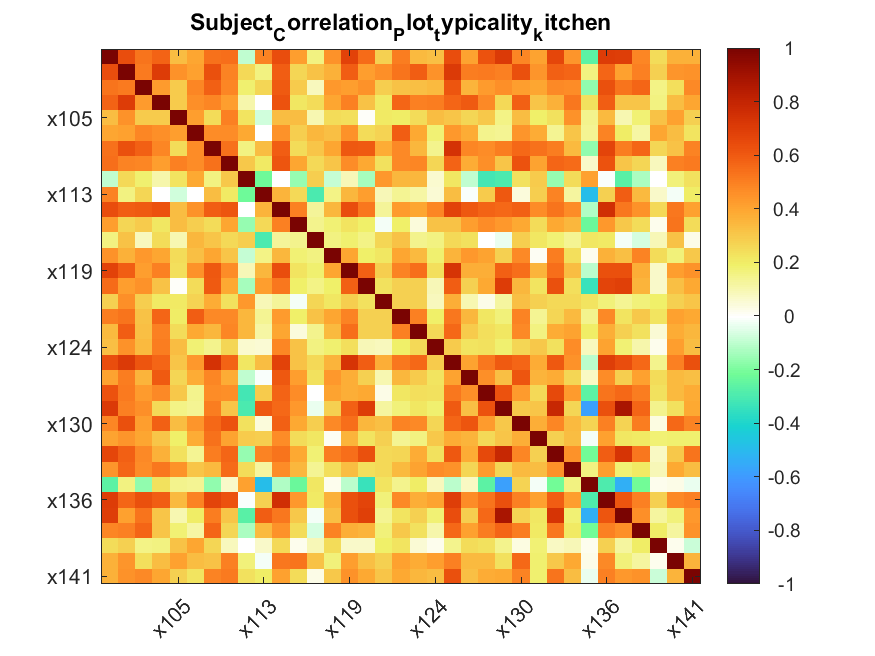 Subject_Correlation_Plot_typicality_kitchen
x105
x113
x119
x124
x130
x136
x141
x105
x113
x119
x124
x130
x136
x141
1
0.8
0.6
0.4
0.2
0
-0.2
-0.4
-0.6
-0.8
-1